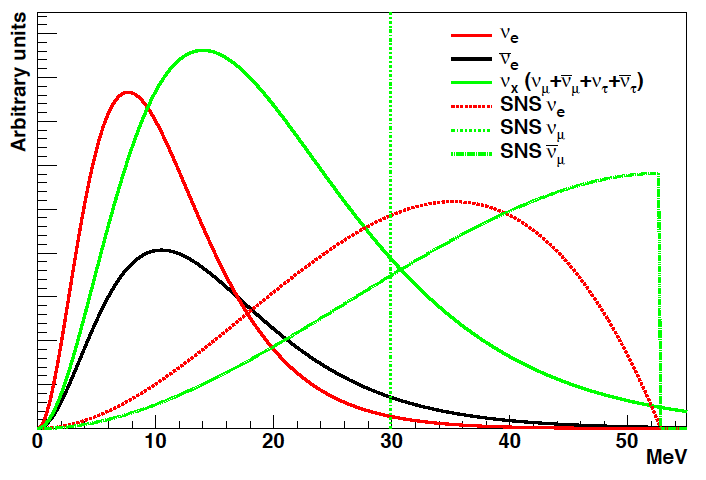 Arbitrary units
νe
ν̅e
νx (νμ+ν̅μ+ντ+ν̅τ)
SNS νe
SNS νμ
SNS ν̅μ
0 10 20 30 40 50
MeV